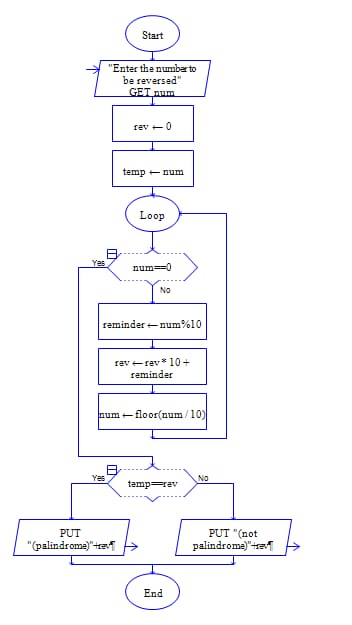 Start
"Enter the number to
be reversed"
GET num
rev ← 0
temp ← num
Loop
Yes
num==0
No
reminder ← num%10
rev ← rev * 10 +
reminder
num ← floor(num / 10)
Yes
temp==rev
No
PUT
"(palindrome)"+rev¶
PUT "(not
palindrome)"+rev¶
End